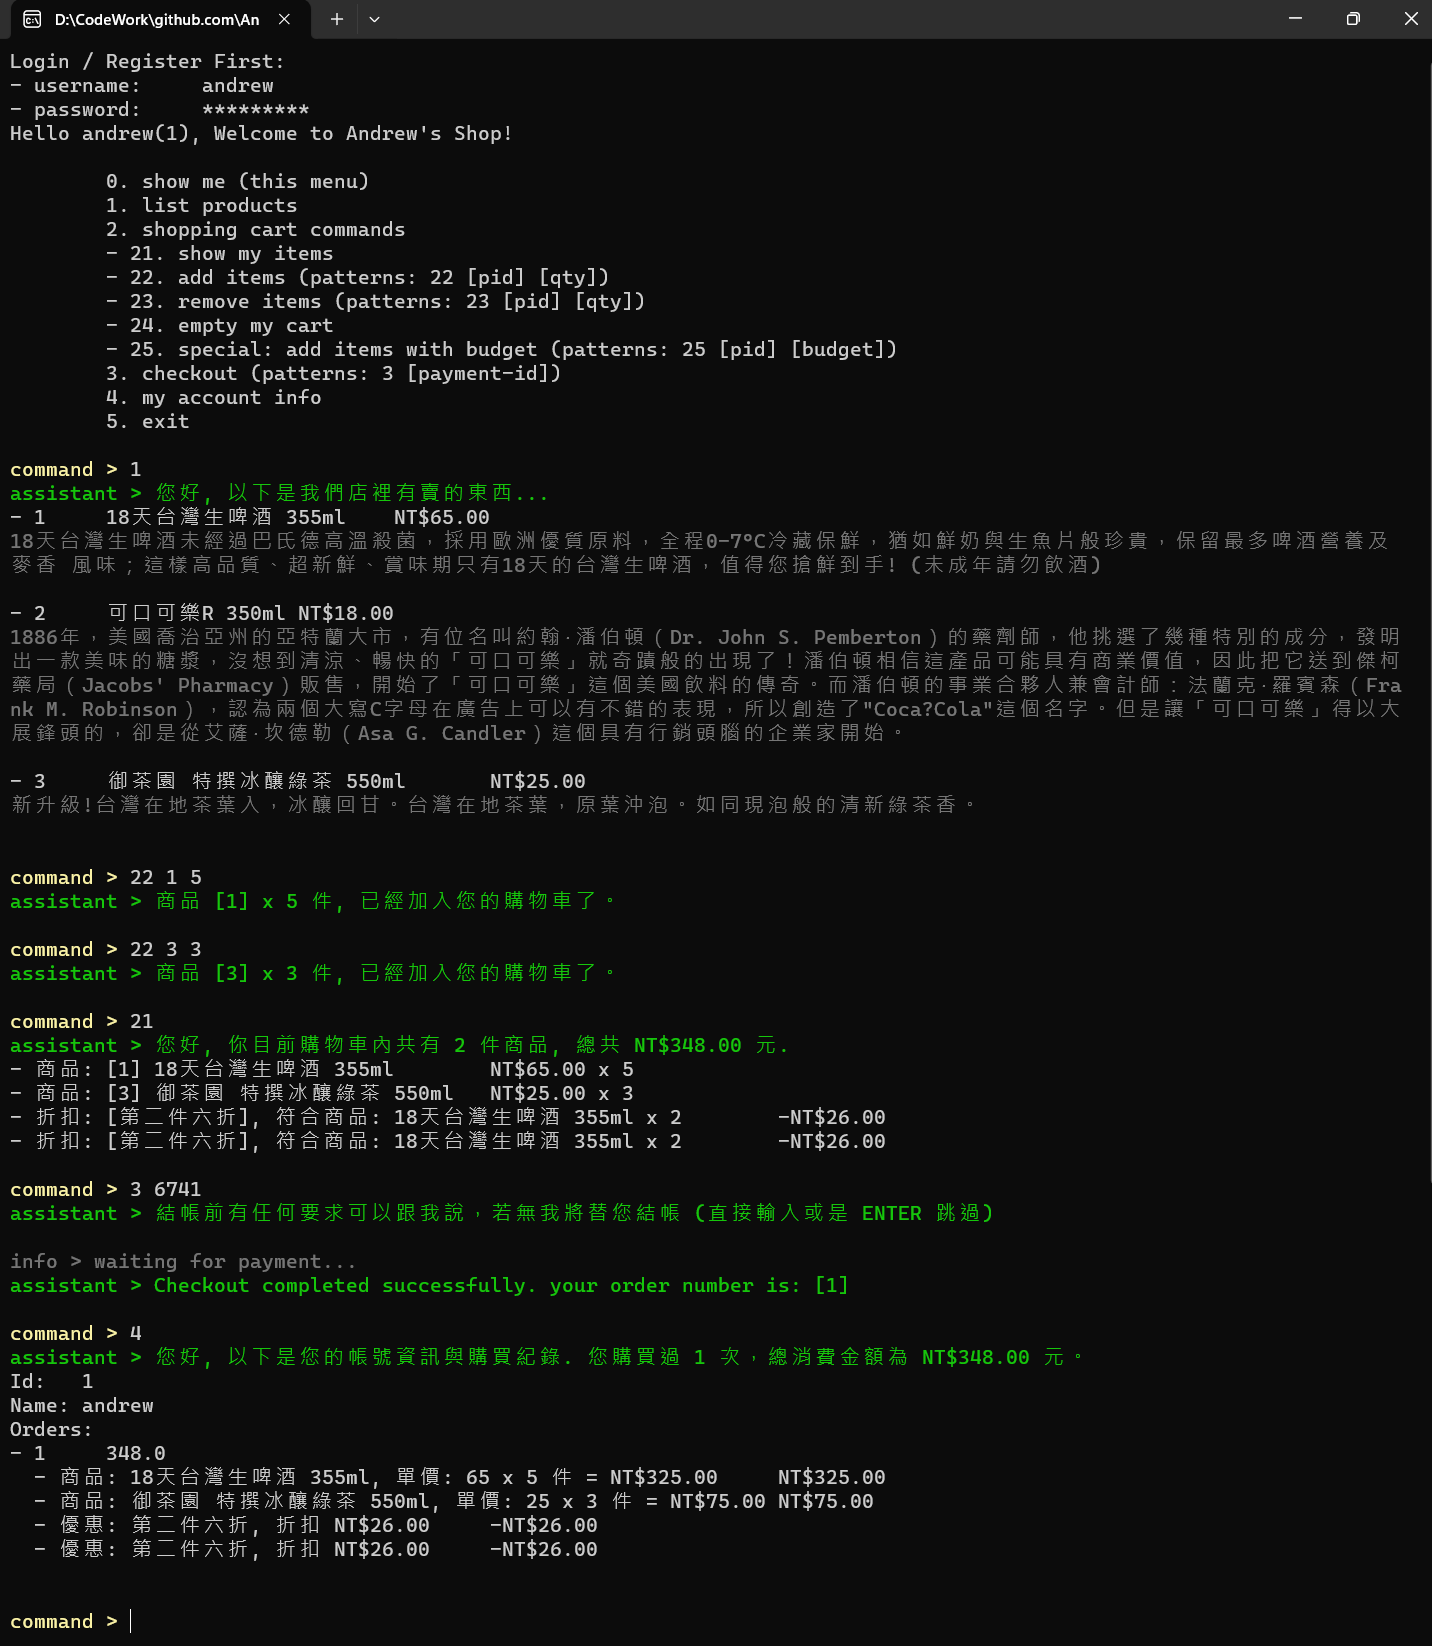 D:\CodeWork\github.com\An
Login / Register First:
- username:     andrew
- password:     *********
Hello andrew(1), Welcome to Andrew's Shop!
0. show me (this menu)
1. list products
2. shopping cart commands
- 21. show my items
- 22. add items (patterns: 22 [pid] [qty])
- 23. remove items (patterns: 23 [pid] [qty])
- 24. empty my cart
- 25. special: add items with budget (patterns: 25 [pid] [budget])
3. checkout (patterns: 3 [payment-id])
4. my account info
5. exit
command > 1
assistant > 您好, 以下是我們店裡有賣的東西...
- 1     18天台灣生啤酒 355ml    NT$65.00
18天台灣生啤酒未經過巴氏德高溫殺菌，採用歐洲優質原料，全程0-7°C冷藏保鮮，猶如鮮奶與生魚片般珍貴，保留最多啤酒營養及
麥香 風味；這樣高品質、超新鮮、賞味期只有18天的台灣生啤酒，值得您搶鮮到手! (未成年請勿飲酒)
- 2     可口可樂R 350ml NT$18.00
1886年，美國喬治亞州的亞特蘭大市，有位名叫約翰·潘伯頓（Dr. John S. Pemberton）的藥劑師，他挑選了幾種特別的成分，發明
出一款美味的糖漿，沒想到清涼、暢快的「可口可樂」就奇蹟般的出現了！潘伯頓相信這產品可能具有商業價值，因此把它送到傑柯
藥局（Jacobs' Pharmacy）販售，開始了「可口可樂」這個美國飲料的傳奇。而潘伯頓的事業合夥人兼會計師：法蘭克·羅賓森（Fra
nk M. Robinson），認為兩個大寫C字母在廣告上可以有不錯的表現，所以創造了"Coca?Cola"這個名字。但是讓「可口可樂」得以大
展鋒頭的，卻是從艾薩·坎德勒（Asa G. Candler）這個具有行銷頭腦的企業家開始。
- 3     御茶園 特撰冰釀綠茶 550ml       NT$25.00
新升級!台灣在地茶葉入，冰釀回甘。台灣在地茶葉，原葉沖泡。如同現泡般的清新綠茶香。
command > 22 1 5
assistant > 商品 [1] x 5 件, 已經加入您的購物車了。
command > 22 3 3
assistant > 商品 [3] x 3 件, 已經加入您的購物車了。
command > 21
assistant > 您好, 你目前購物車內共有 2 件商品, 總共 NT$348.00 元.
- 商品: [1] 18天台灣生啤酒 355ml        NT$65.00 x 5
- 商品: [3] 御茶園 特撰冰釀綠茶 550ml   NT$25.00 x 3
- 折扣: [第二件六折], 符合商品: 18天台灣生啤酒 355ml x 2        -NT$26.00
- 折扣: [第二件六折], 符合商品: 18天台灣生啤酒 355ml x 2        -NT$26.00
command > 3 6741
assistant > 結帳前有任何要求可以跟我說，若無我將替您結帳 (直接輸入或是 ENTER 跳過)
info > waiting for payment...
assistant > Checkout completed successfully. your order number is: [1]
command > 4
assistant > 您好, 以下是您的帳號資訊與購買紀錄. 您購買過 1 次，總消費金額為 NT$348.00 元。
Id:   1
Name: andrew
Orders:
- 1     348.0
- 商品: 18天台灣生啤酒 355ml, 單價: 65 x 5 件 = NT$325.00     NT$325.00
- 商品: 御茶園 特撰冰釀綠茶 550ml, 單價: 25 x 3 件 = NT$75.00 NT$75.00
- 優惠: 第二件六折, 折扣 NT$26.00     -NT$26.00
- 優惠: 第二件六折, 折扣 NT$26.00     -NT$26.00
command >